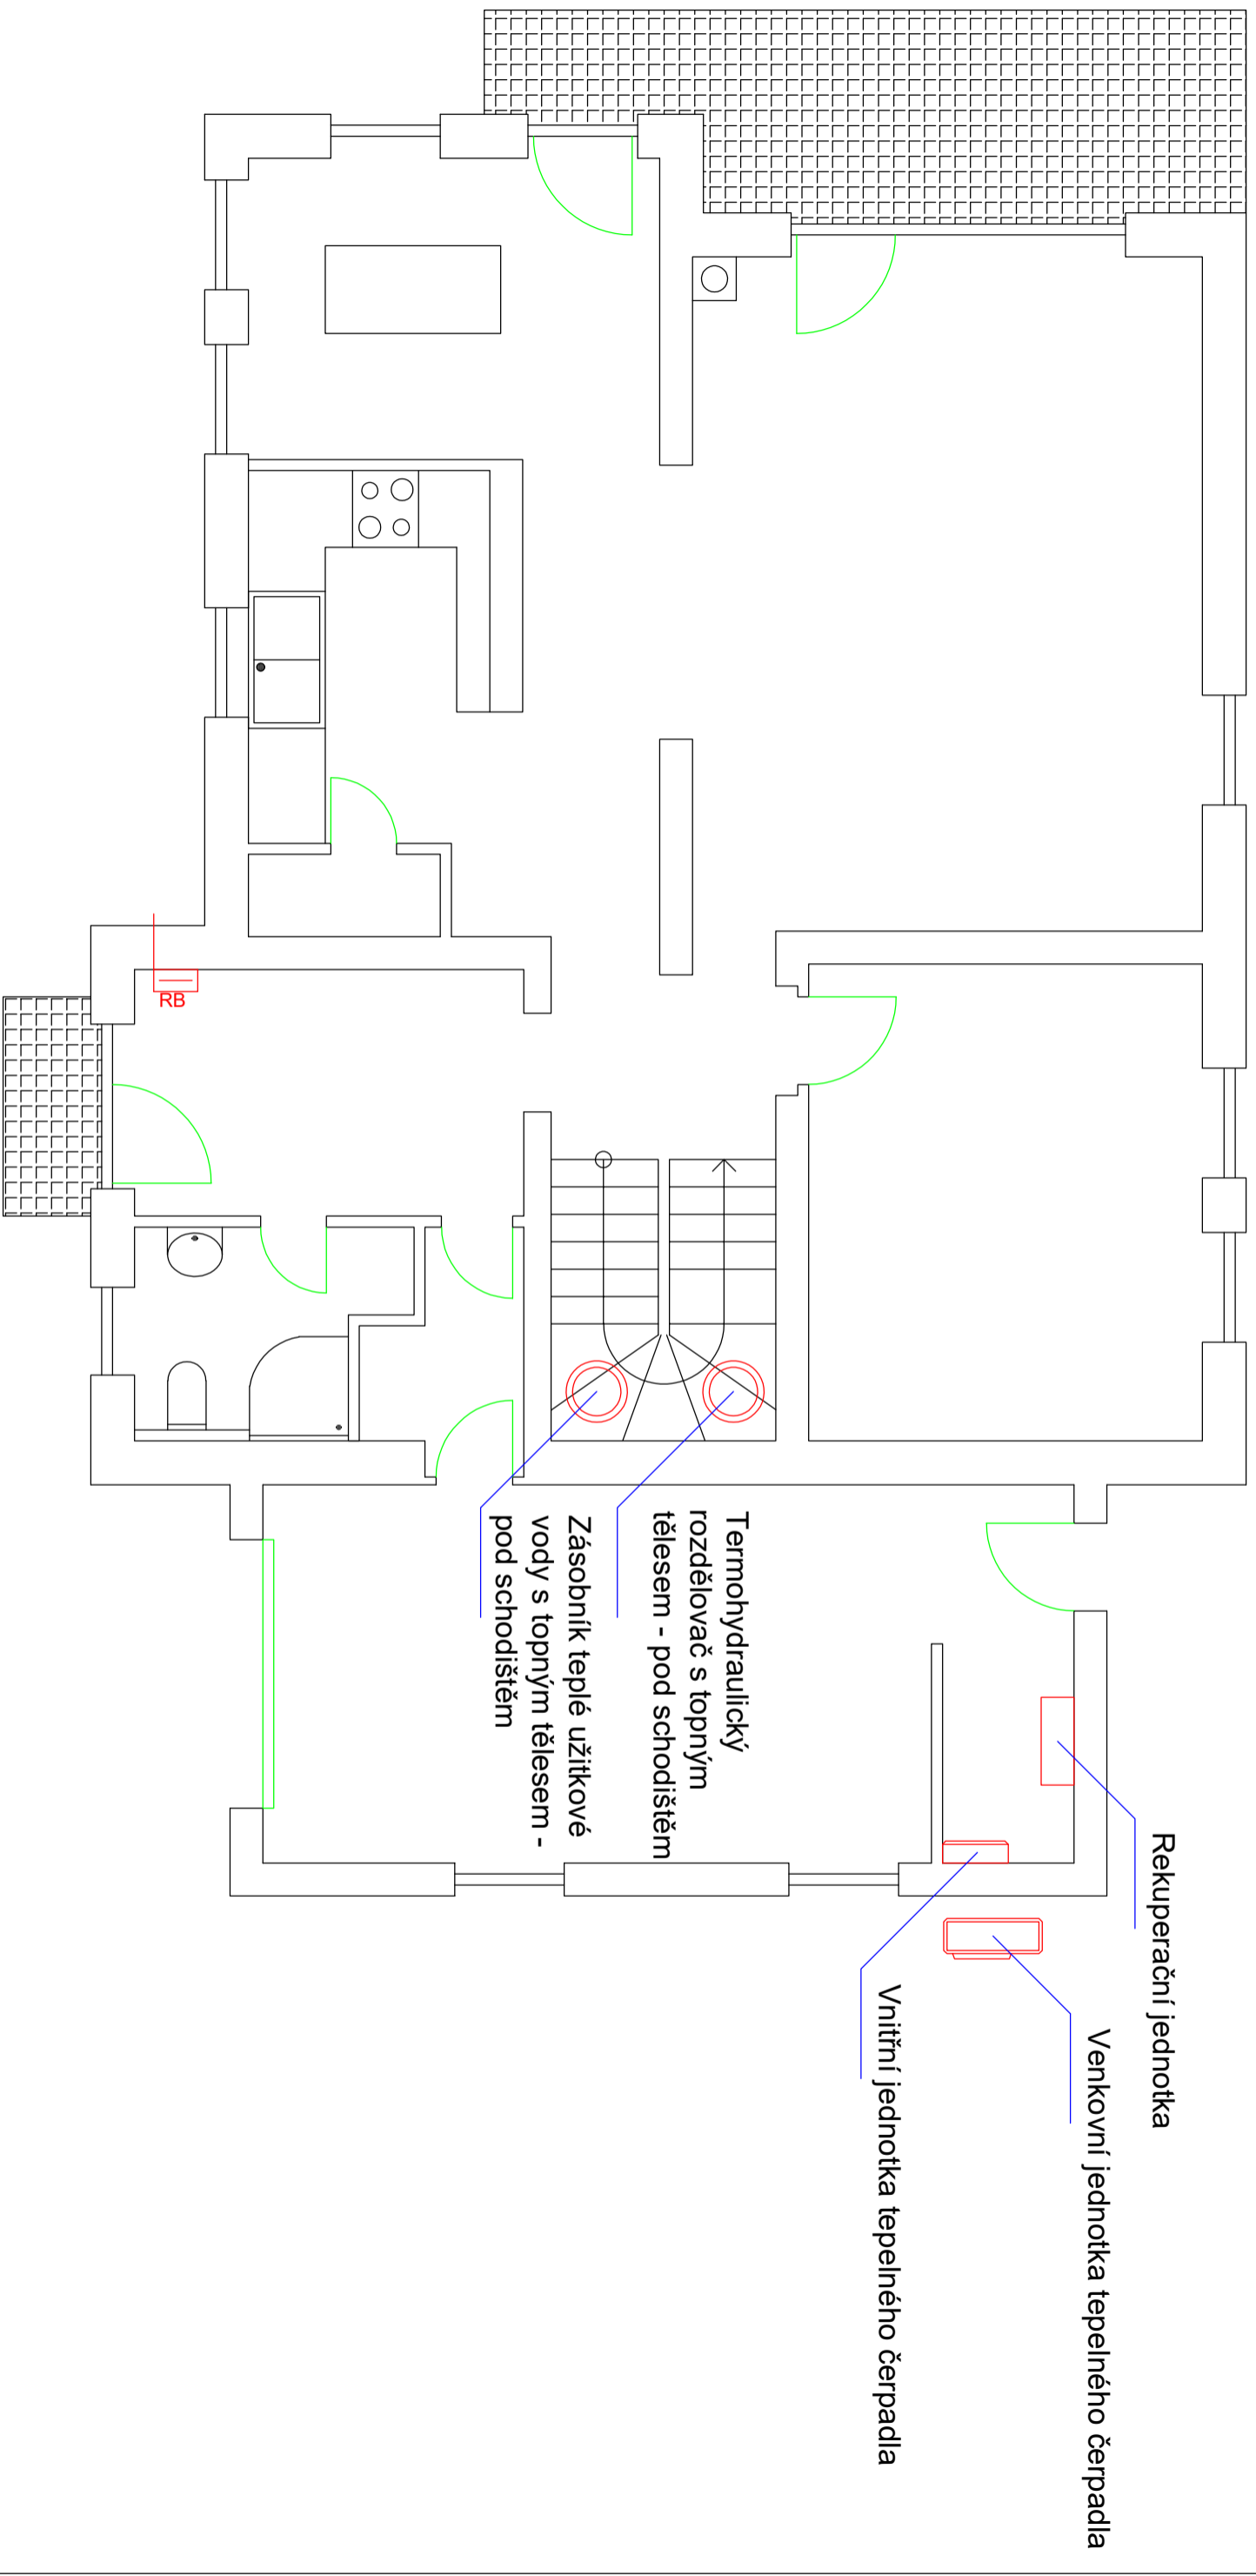 Rekuperační jednotka
Venkovní jednotka tepelného čerpadla
Vnitřní jednotka tepelného čerpadla
Termohydraulický
rozdělovač s topným
tělesem - pod schodištěm
Zásobník teplé užitkové
vody s topným tělesem -
pod schodištěm
RB